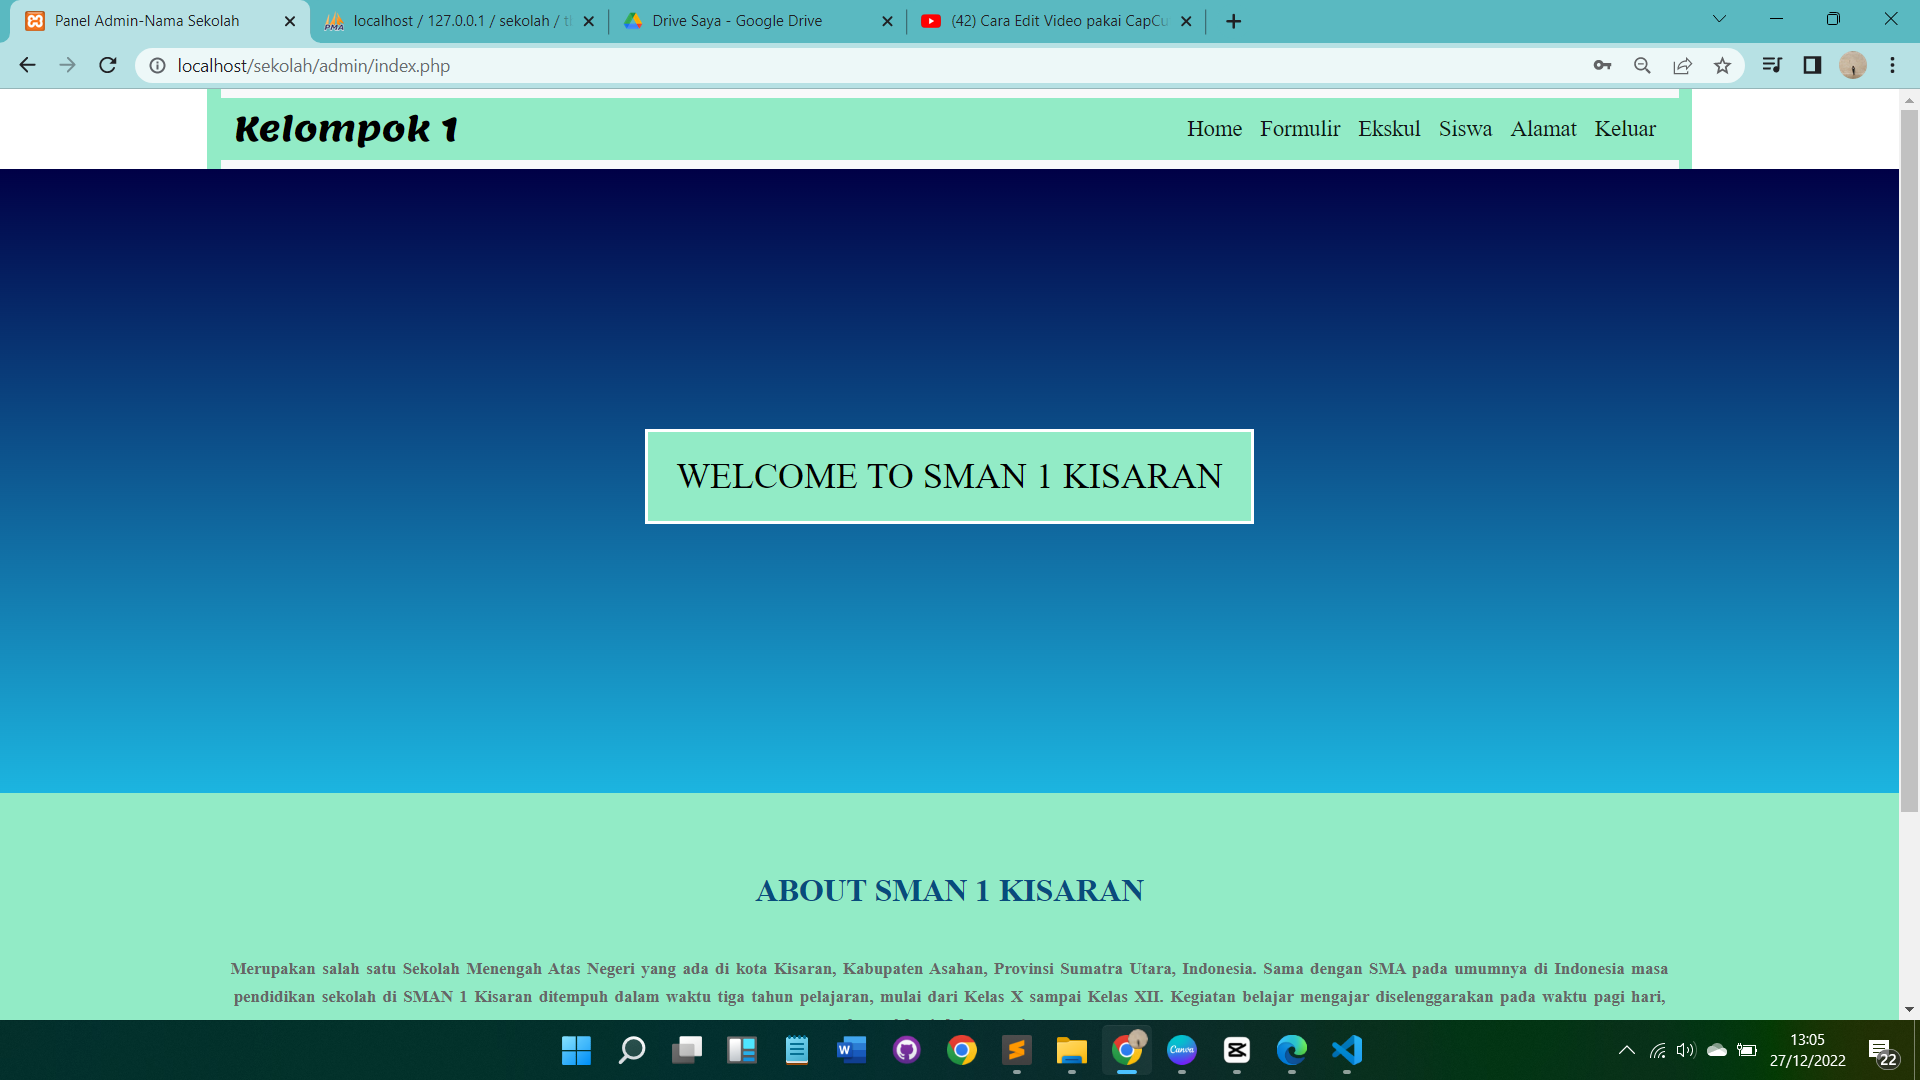 Panel Admin-Nama Sekolah
localhost / 127.0.0.1 / sekolah /
Drive Saya - Google Drive
(42) Cara Edit Video pakai
localhost/sekolah/admin/index.php
Kelompok 1
Home Formulir Ekskul Siswa Alamat Keluar
WELCOME TO SMAN 1 KISARAN
ABOUT SMAN 1 KISARAN
Merupakan salah satu Sekolah Menengah Atas Negeri yang ada di kota Kisaran, Kabupaten Asahan, Provinsi Sumatra Utara, Indonesia. Sama dengan SMA pada umumnya di Indonesia masa
pendidikan sekolah di SMAN 1 Kisaran ditempuh dalam waktu tiga tahun pelajaran, mulai dari Kelas X sampai Kelas XII. Kegiatan belajar mengajar diselenggarakan pada waktu pagi hari,
13:05
27/12/2022
22